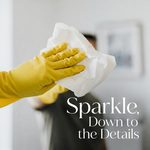 Sparkle,
Down to
the Details